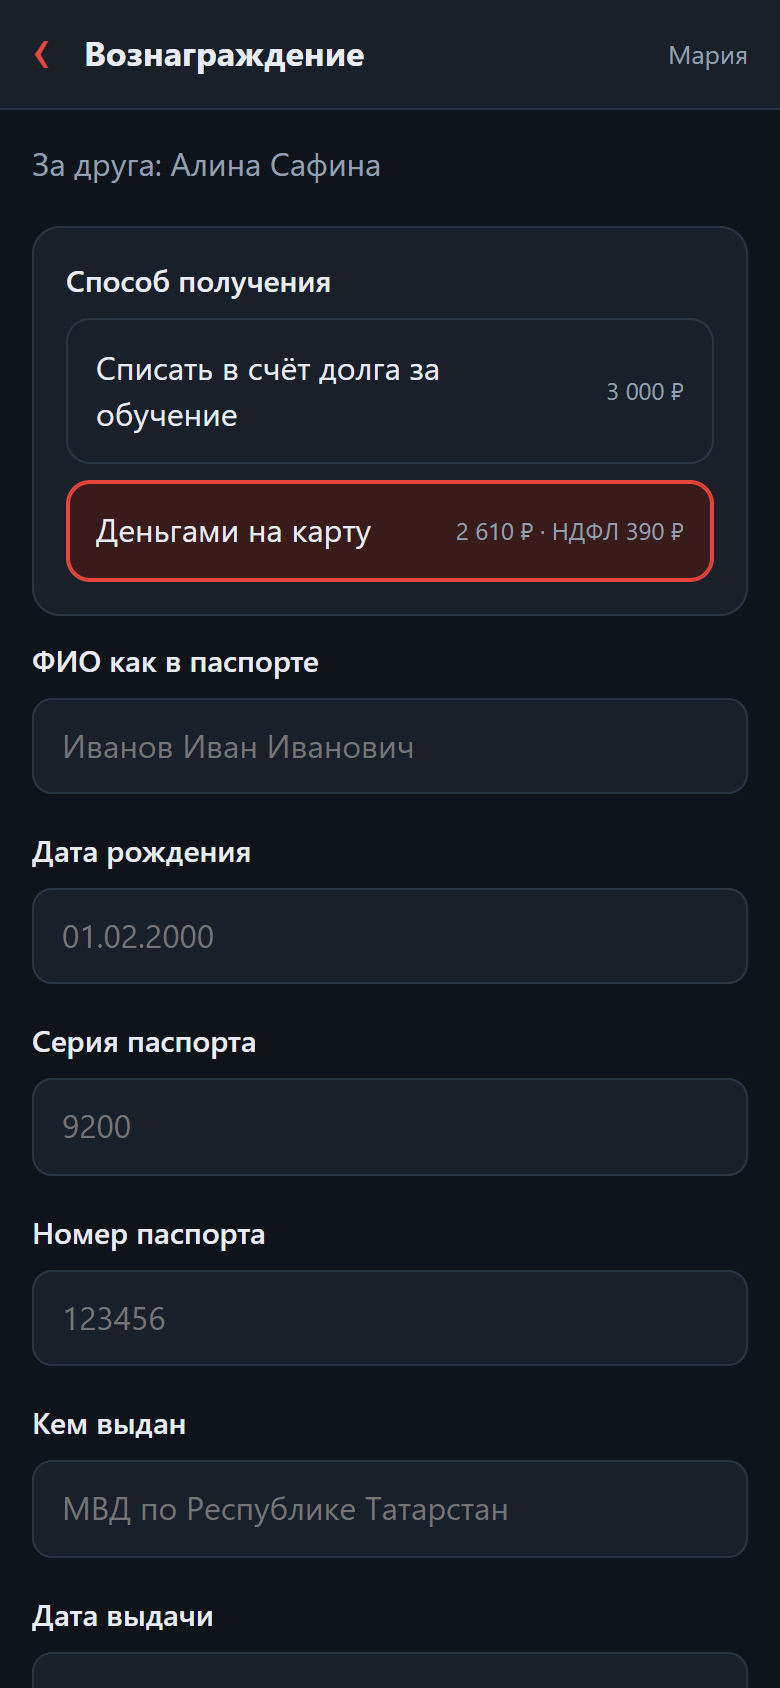 Вознаграждение
Мария
За друга: Алина Сафина
Способ получения
Списать в счёт долга за
обучение
3 000 ₽
Деньгами на карту
2 610 ₽ · НДФЛ 390 ₽
ФИО как в паспорте
Иванов Иван Иванович
Дата рождения
01.02.2000
Серия паспорта
9200
Номер паспорта
123456
Кем выдан
МВД по Республике Татарстан
Дата выдачи